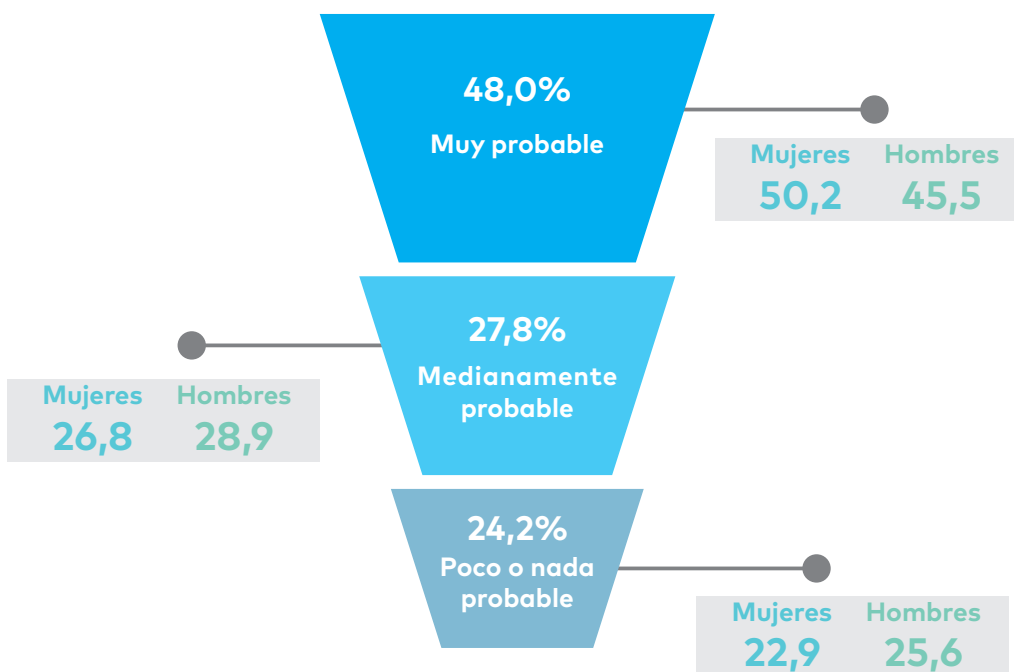 48,0%
Muy probable
Mujeres Hombres
50,2 45,5
27,8%
Medianamente
probable
Mujeres Hombres
26,8 28,9
24,2%
Poco o nada
probable
Mujeres Hombres
22,9 25,6